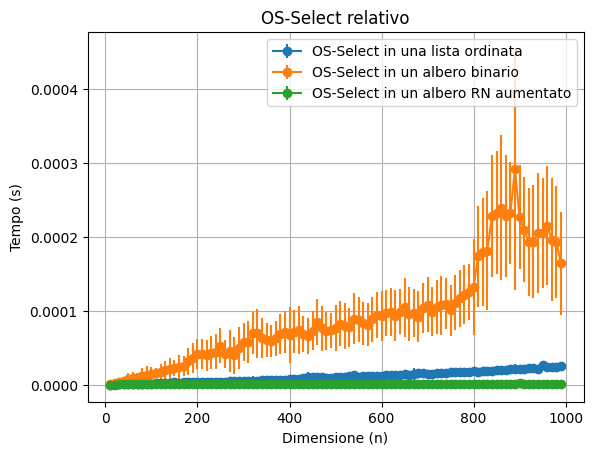 OS-Select relativo
OS-Select in una lista ordinata
OS-Select in un albero binario
OS-Select in un albero RN aumentato
Tempo (s)
0.0004
0.0003
0.0002
0.0001
0.0000
0 200 400 600 800 1000
Dimensione (n)